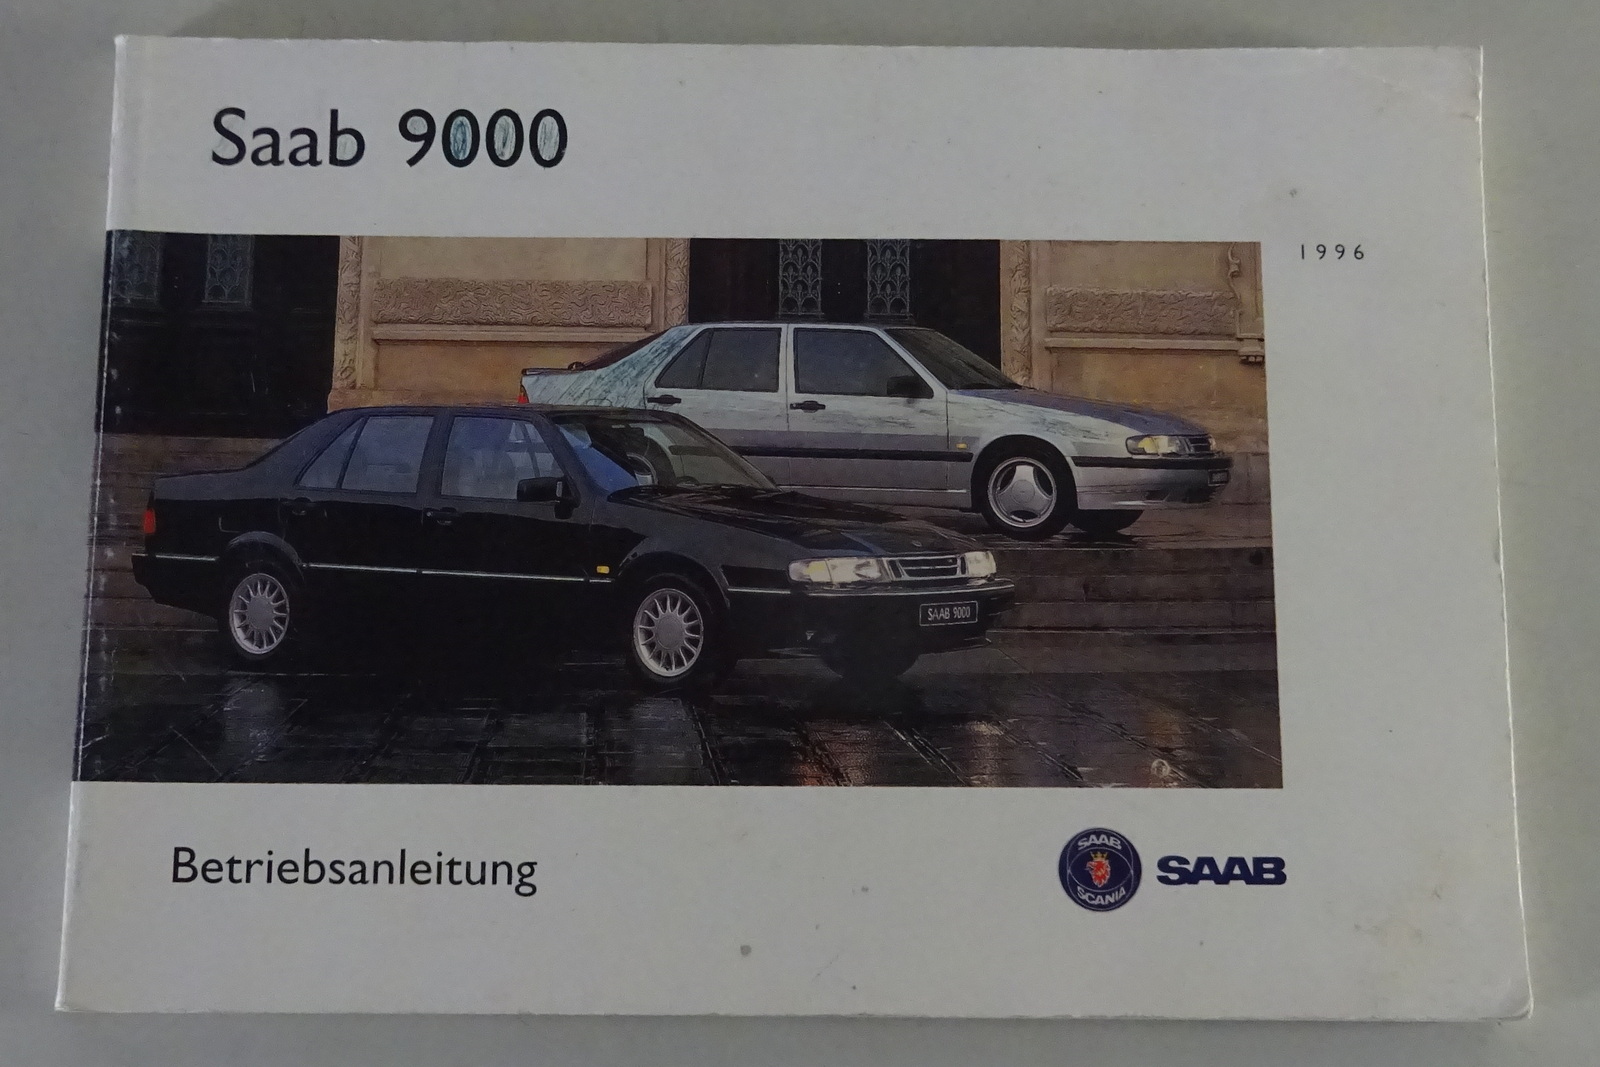 Saab 9000
1996
SAAB 9000
Betriebsanleitung
SAAB
SCANIA
SAAB